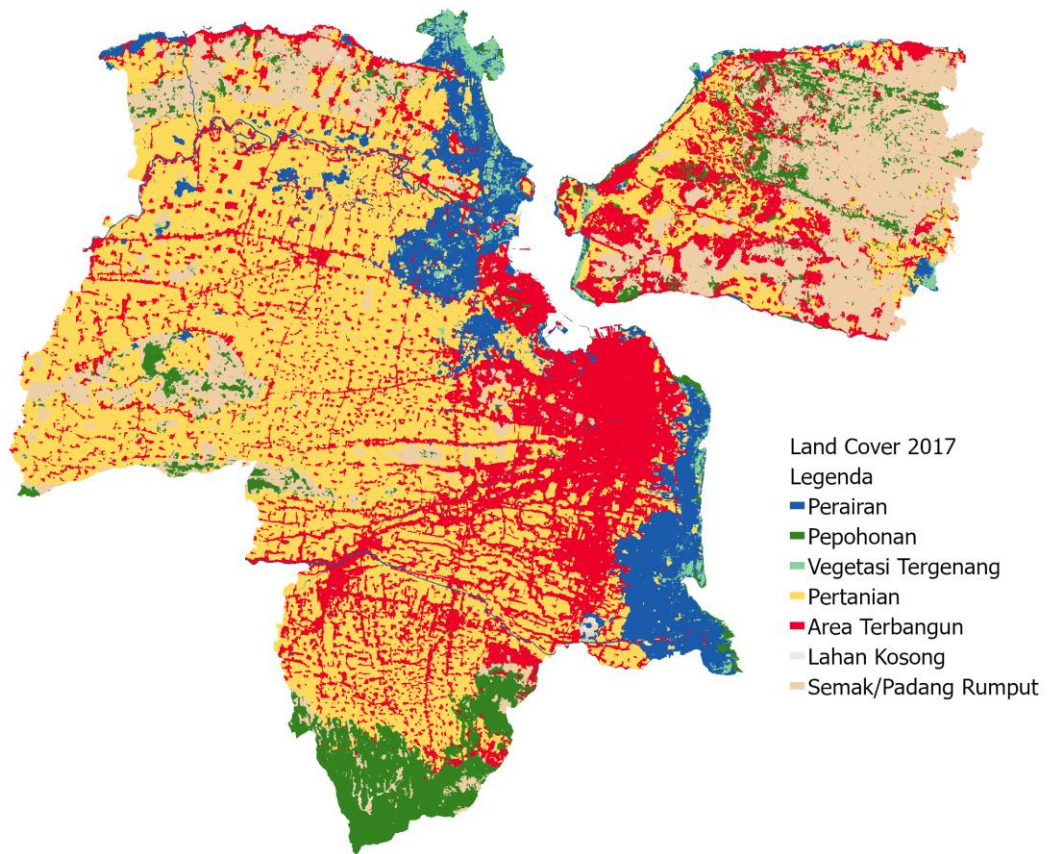 Land Cover 2017
Legenda
Perairan
Pepohonan
Vegetasi Tergenang
Pertanian
Area Terbangun
Lahan Kosong
Semak/Padang Rumput